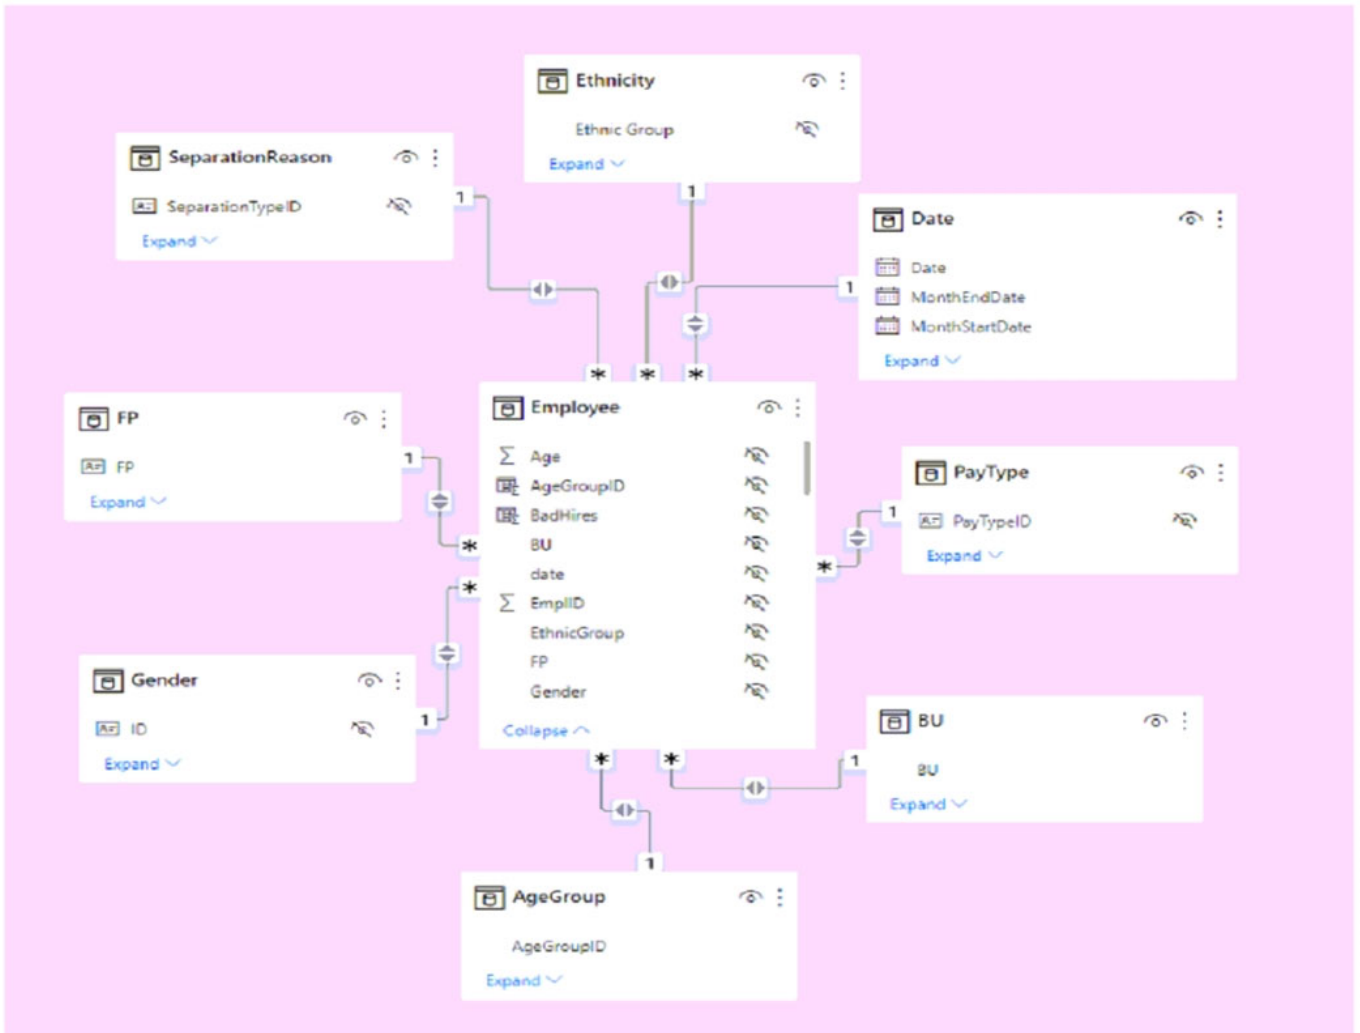 Ethnicity
Ethnic Group
Expand
SeparationReason
SeparationTypeID
Expand
1
1
Date
Date
MonthEndDate
MonthStartDate
Expand
1
*
*
*
FP
FP
Expand
1
*
Employee
Age
AgeGroupID
BadHires
BU
date
EmplID
EthnicGroup
FP
Gender
Collapse
PayType
PayTypeID
Expand
1
*
Gender
ID
Expand
1
*
BU
BU
Expand
1
*
*
1
AgeGroup
AgeGroupID
Expand